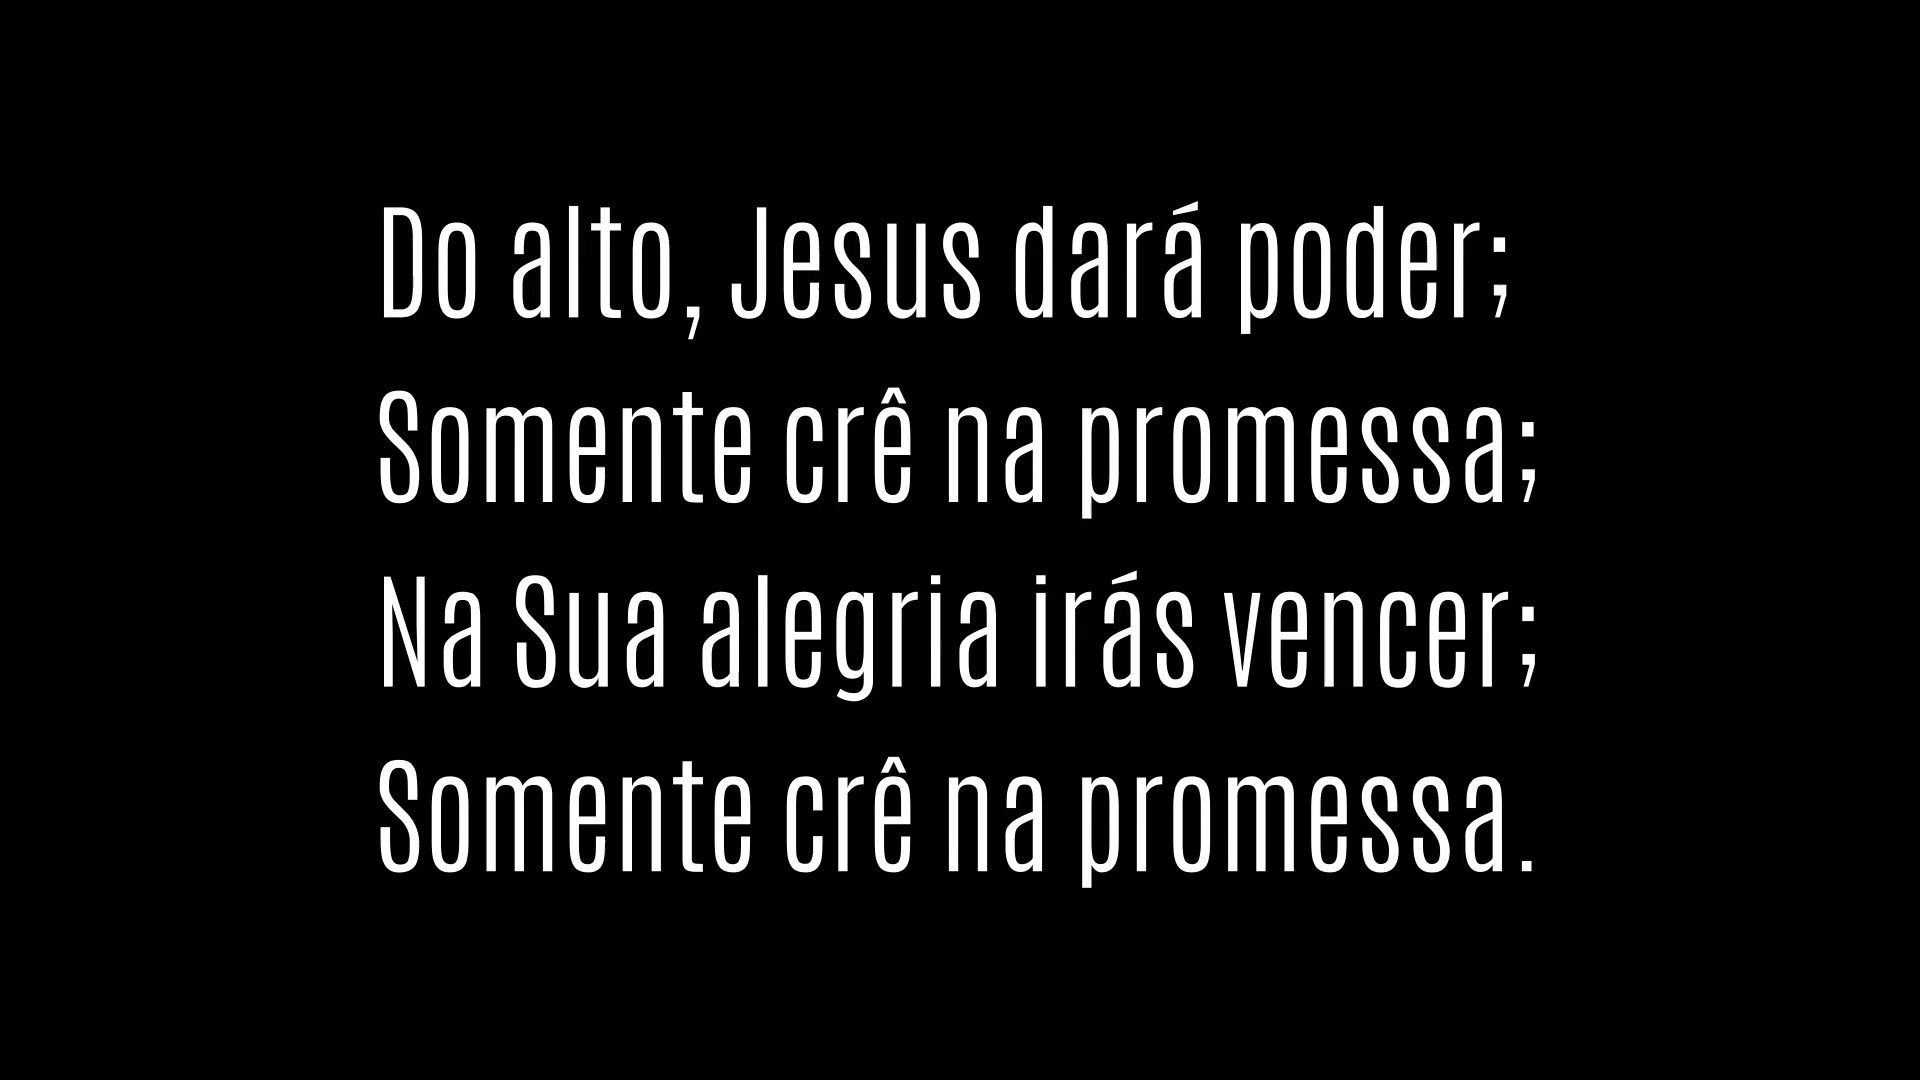 Do alto, Jesus dará poder;
Somente crê na promessa;
Na Sua alegria irás vencer;
Somente crê na promessa.